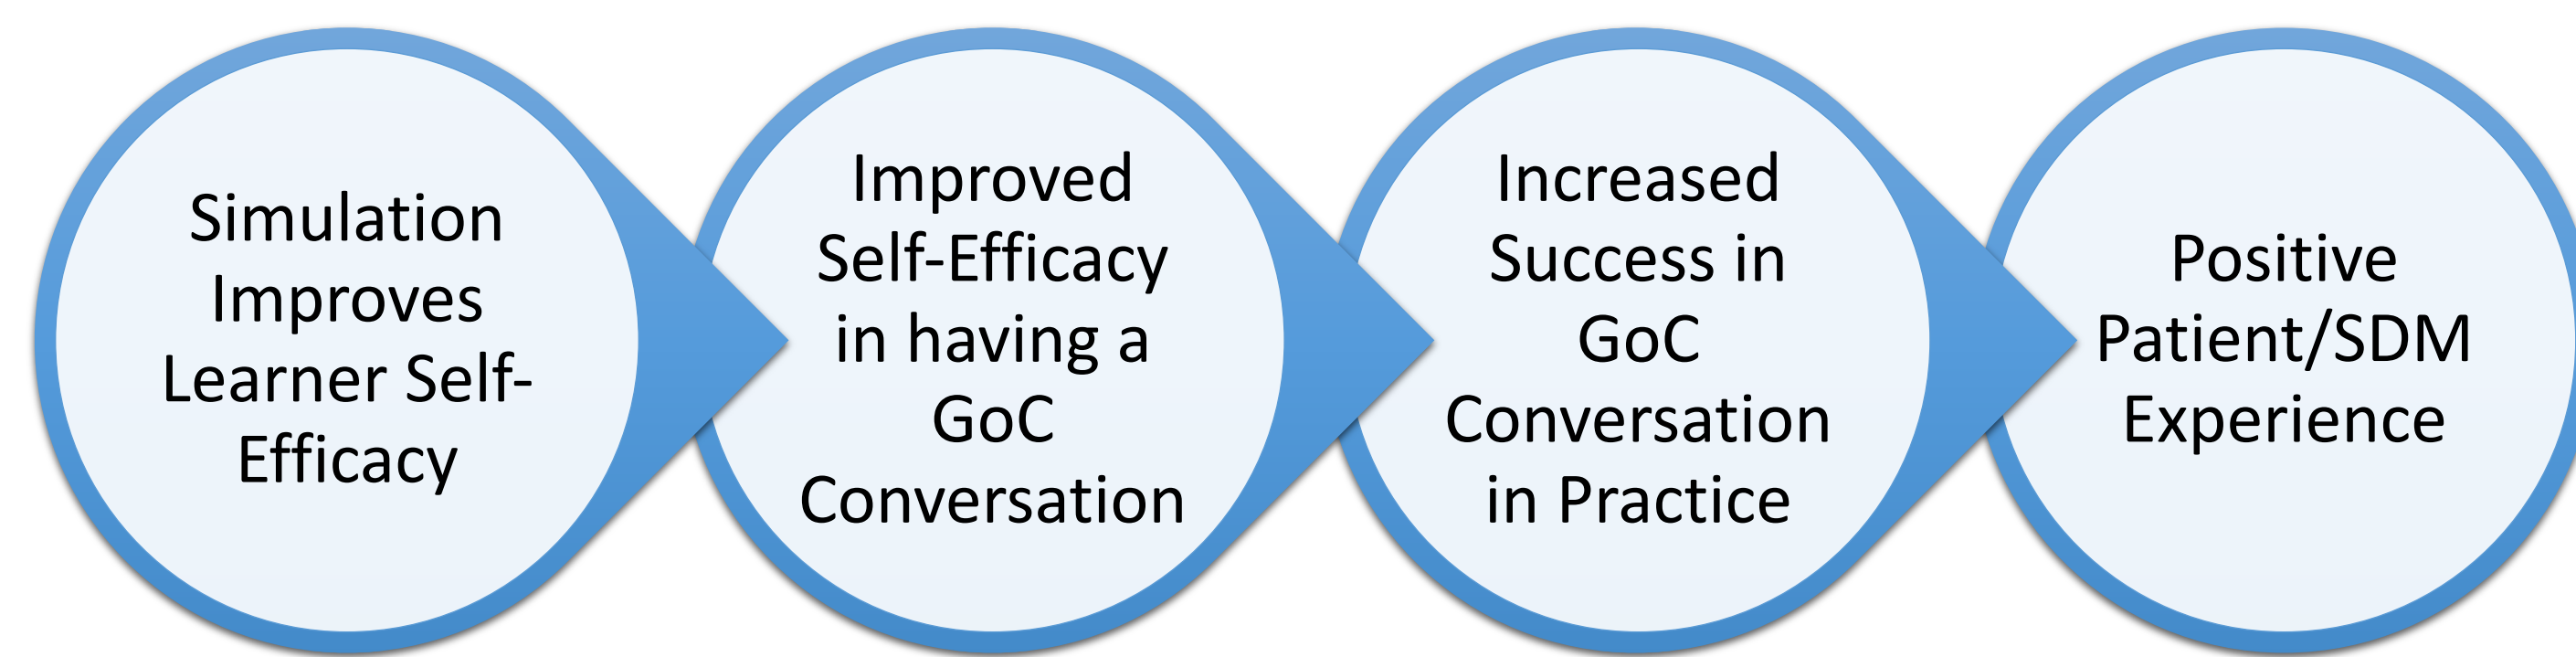 Simulation
Improves
Learner Self-
Efficacy
Improved
Self-Efficacy
in having a
GoC
Conversation
Increased
Success in
GoC
Conversation
in Practice
Positive
Patient/SDM
Experience